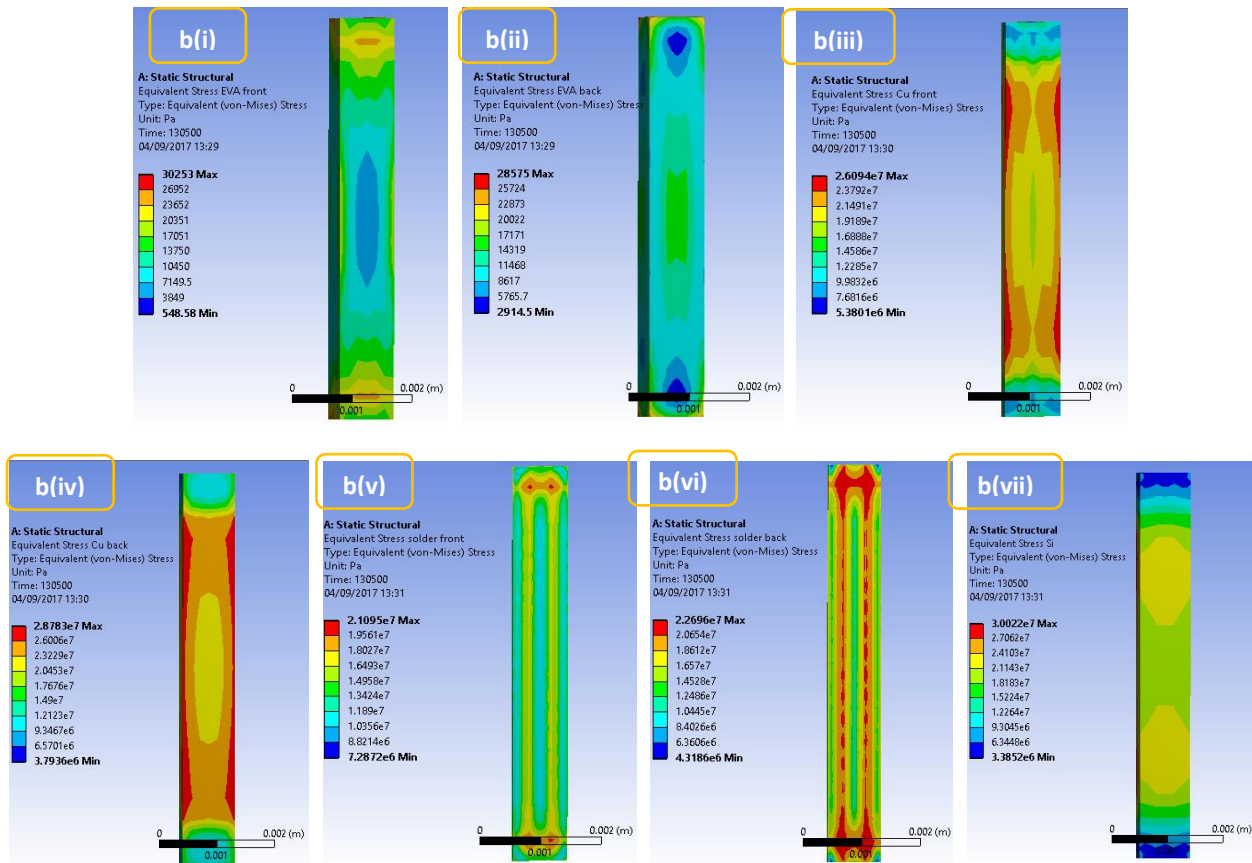 b(i)
A: Static Structural
Equivalent Stress EVA front
Type: Equivalent (von-Mises) Stress
Unit: Pa
Time: 130500
04/09/2017 13:29
30253 Max
26952
23652
20351
17051
13750
10450
7149.5
3849
548.58 Min
0
0.002 (m)
0.001
b(ii)
A: Static Structural
Equivalent Stress EVA back
Type: Equivalent (von-Mises) Stress
Unit: Pa
Time: 130500
04/09/2017 13:29
28575 Max
25724
22873
20022
17171
14319
11468
8617
5765.7
2914.5 Min
0
0.002 (m)
0.001
b(iii)
A: Static Structural
Equivalent Stress Cu front
Type: Equivalent (von-Mises) Stress
Unit: Pa
Time: 130500
04/09/2017 13:30
2.6094e7 Max
2.3792e7
2.1491e7
1.9189e7
1.6888e7
1.4586e7
1.2285e7
9.9832e6
7.6816e6
5.3801e6 Min
0
0.002 (m)
0.001
b(iv)
A: Static Structural
Equivalent Stress Cu back
Type: Equivalent (von-Mises) Stress
Unit: Pa
Time: 130500
04/09/2017 13:30
2.8783e7 Max
2.6006e7
2.3229e7
2.0453e7
1.7676e7
1.49e7
1.2123e7
9.3467e6
6.5701e6
3.7936e6 Min
0
0.002 (m)
0.001
b(v)
A: Static Structural
Equivalent Stress solder front
Type: Equivalent (von-Mises) Stress
Unit: Pa
Time: 130500
04/09/2017 13:31
2.1095e7 Max
1.9561e7
1.8027e7
1.6493e7
1.4958e7
1.3424e7
1.189e7
1.0356e7
8.8214e6
7.2872e6 Min
0
0.002 (m)
0.001
b(vi)
A: Static Structural
Equivalent Stress solder back
Type: Equivalent (von-Mises) Stress
Unit: Pa
Time: 130500
04/09/2017 13:31
2.2696e7 Max
2.0654e7
1.8612e7
1.657e7
1.4528e7
1.2486e7
1.0445e7
8.4026e6
6.3606e6
4.3186e6 Min
0
0.002 (m)
0.001
b(vii)
A: Static Structural
Equivalent Stress Si
Type: Equivalent (von-Mises) Stress
Unit: Pa
Time: 130500
04/09/2017 13:31
3.0022e7 Max
2.7062e7
2.4103e7
2.1143e7
1.8183e7
1.5224e7
1.2264e7
9.3045e6
6.3448e6
3.3852e6 Min
0
0.002 (m)
0.001